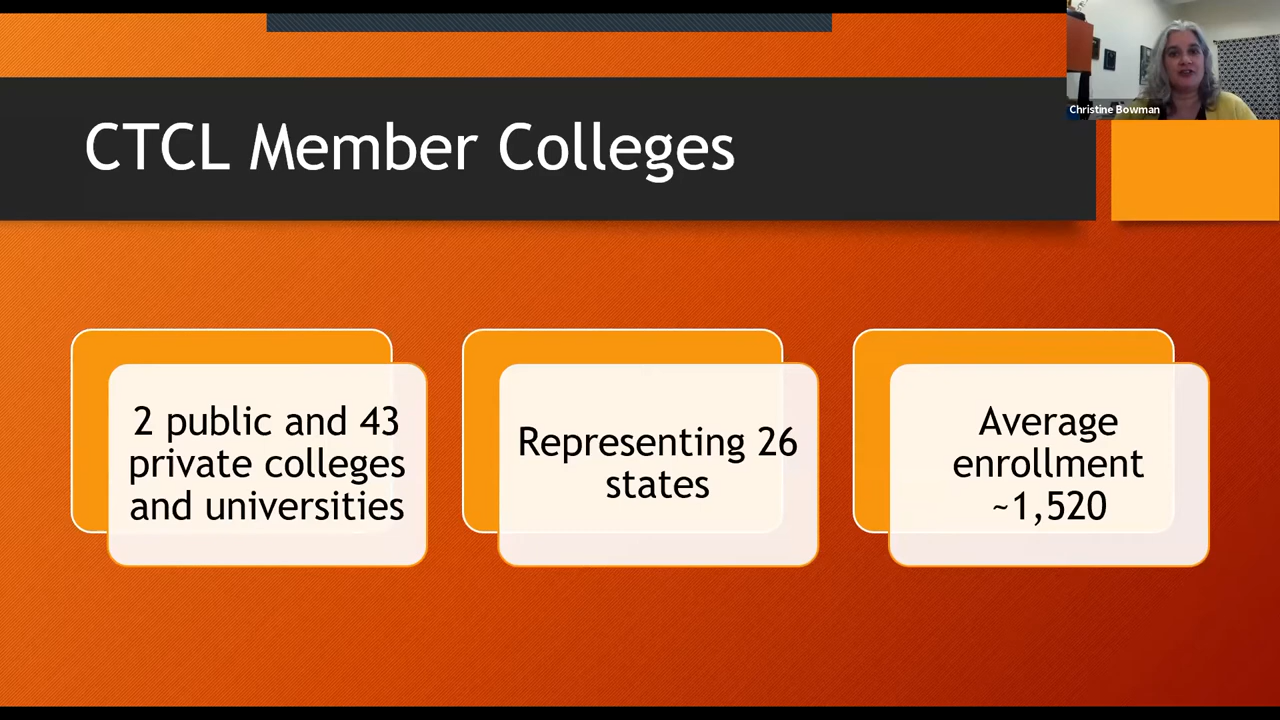 Christine Bowman
CTCL Member Colleges
2 public and 43
private colleges
and universities
Representing 26
states
Average
enrollment
~1,520